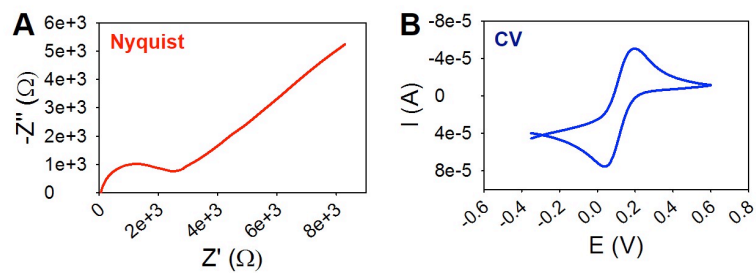 A
Nyquist
6e+3
5e+3
4e+3
3e+3
2e+3
1e+3
0
-Z" (Ω)
0
2e+3
4e+3
6e+3
8e+3
Z' (Ω)
B
CV
-8e-5
-4e-5
0
4e-5
8e-5
I (A)
-0.6
-0.4
-0.2
0.0
0.2
0.4
0.6
0.8
E (V)